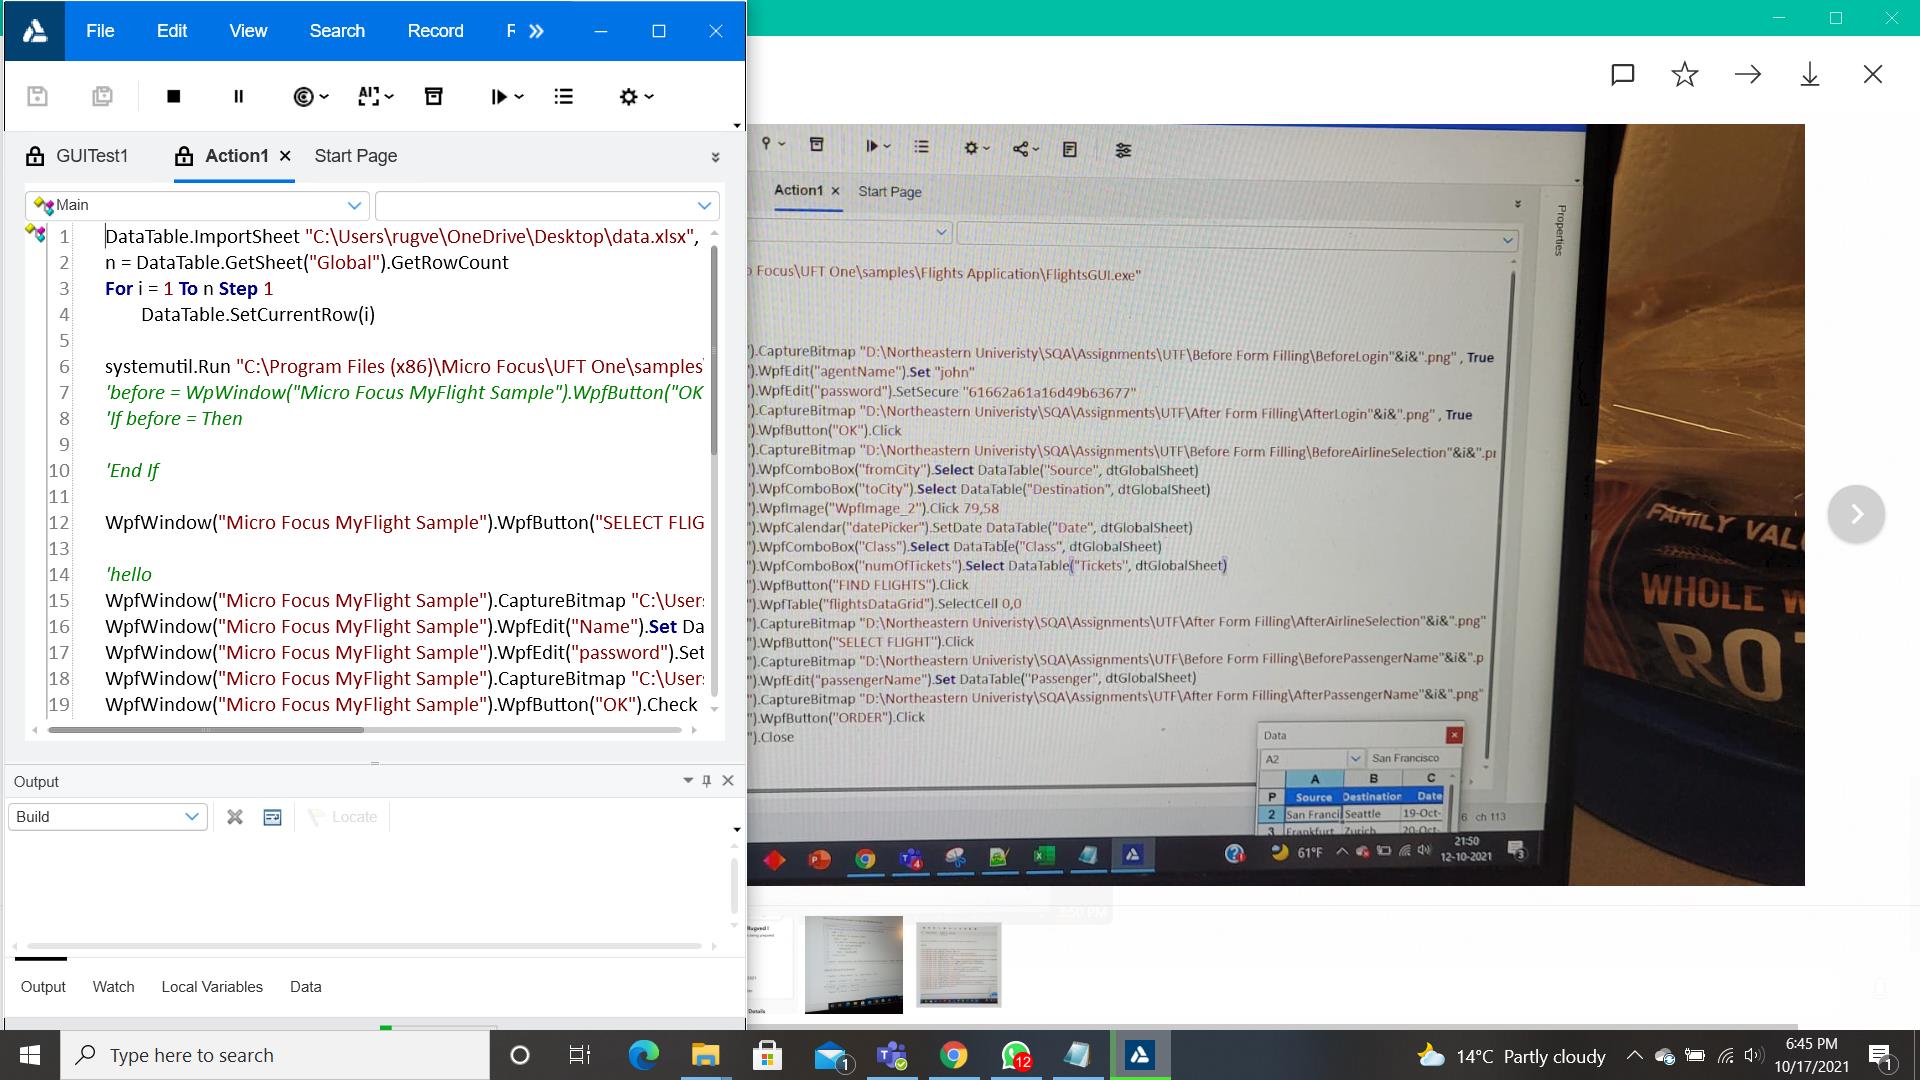 File Edit View Search Record
GUITest1 Action1 Start Page
Main
1 DataTable.ImportSheet "C:\Users\rugve\OneDrive\Desktop\data.xlsx",
2 n = DataTable.GetSheet("Global").GetRowCount
3 For i = 1 To n Step 1
4 DataTable.SetCurrentRow(i)
5
6 systemutil.Run "C:\Program Files (x86)\Micro Focus\UFT One\samples\
7 'before = WpWindow("Micro Focus MyFlight Sample").WpfButton("OK
8 'If before = Then
9
10 'End If
11
12 WpfWindow("Micro Focus MyFlight Sample").WpfButton("SELECT FLIG
13
14 'hello
15 WpfWindow("Micro Focus MyFlight Sample").CaptureBitmap "C:\Users
16 WpfWindow("Micro Focus MyFlight Sample").WpfEdit("Name").Set Da
17 WpfWindow("Micro Focus MyFlight Sample").WpfEdit("password").Set
18 WpfWindow("Micro Focus MyFlight Sample").CaptureBitmap "C:\Users
19 WpfWindow("Micro Focus MyFlight Sample").WpfButton("OK").Check
Output
Build
Locate
Output Watch Local Variables Data
Action1 Start Page
Properties
Focus\UFT One\samples\Flights Application\FlightsGUI.exe"
").CaptureBitmap "D:\Northeastern Univeristy\SQA\Assignments\UTF\Before Form Filling\BeforeLogin"&i&".png" , True
").WpfEdit("agentName").Set "john"
").WpfEdit("password").SetSecure "61662a61a16d49b63677"
").CaptureBitmap "D:\Northeastern Univeristy\SQA\Assignments\UTF\After Form Filling\AfterLogin"&i&".png" , True
").WpfButton("OK").Click
").CaptureBitmap "D:\Northeastern Univeristy\SQA\Assignments\UTF\Before Form Filling\BeforeAirlineSelection"&i&".pr
").WpfComboBox("fromCity").Select DataTable("Source", dtGlobalSheet)
").WpfComboBox("toCity").Select DataTable("Destination", dtGlobalSheet)
").WpfImage("WpfImage_2").Click 79,58
").WpfCalendar("datePicker").SetDate DataTable("Date", dtGlobalSheet)
").WpfComboBox("Class").Select DataTable("Class", dtGlobalSheet)
").WpfComboBox("numOfTickets").Select DataTable("Tickets", dtGlobalSheet)
").WpfButton("FIND FLIGHTS").Click
").WpfTable("flightsDataGrid").SelectCell 0,0
").CaptureBitmap "D:\Northeastern Univeristy\SQA\Assignments\UTF\After Form Filling\AfterAirlineSelection"&i&".png"
").WpfButton("SELECT FLIGHT").Click
").CaptureBitmap "D:\Northeastern Univeristy\SQA\Assignments\UTF\Before Form Filling\BeforePassengerName"&i&".p
").WpfEdit("passengerName").Set DataTable("Passenger", dtGlobalSheet)
").CaptureBitmap "D:\Northeastern Univeristy\SQA\Assignments\UTF\After Form Filling\AfterPassengerName"&i&".png"
").WpfButton("ORDER").Click
").Close
Data
A2 San Francisco
A B C
P Source Destination Date
2 San Franci Seattle 19-Oct-
3 Frankfurt Zurich 20-Oct-
6 ch 113
61°F
21:50
12-10-2021
3
4
FAMILY VAL
WHOLE W
ROT
3:50 PM
Rugved I
Details
Type here to search
1
12
14°C Partly cloudy
6:45 PM
10/17/2021
1